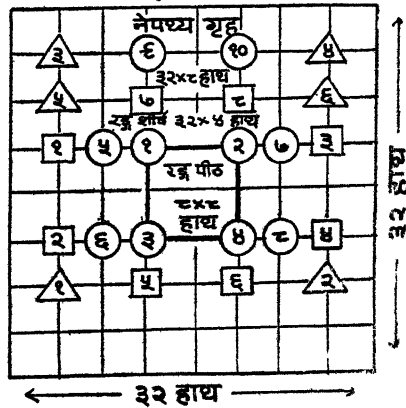 नेपथ्य गृह
३ ९ १० ४
३२×८ हाथ
५ ७ ८ ६
रङ्ग शीर्ष ३२×४ हाथ
१ ५ १ २ ७ ३
रङ्ग पीठ
८×८
हाथ
२ ६ ३ ४ ८ ४
१ ५ ६ २
३२ हाथ
३२ हाथ